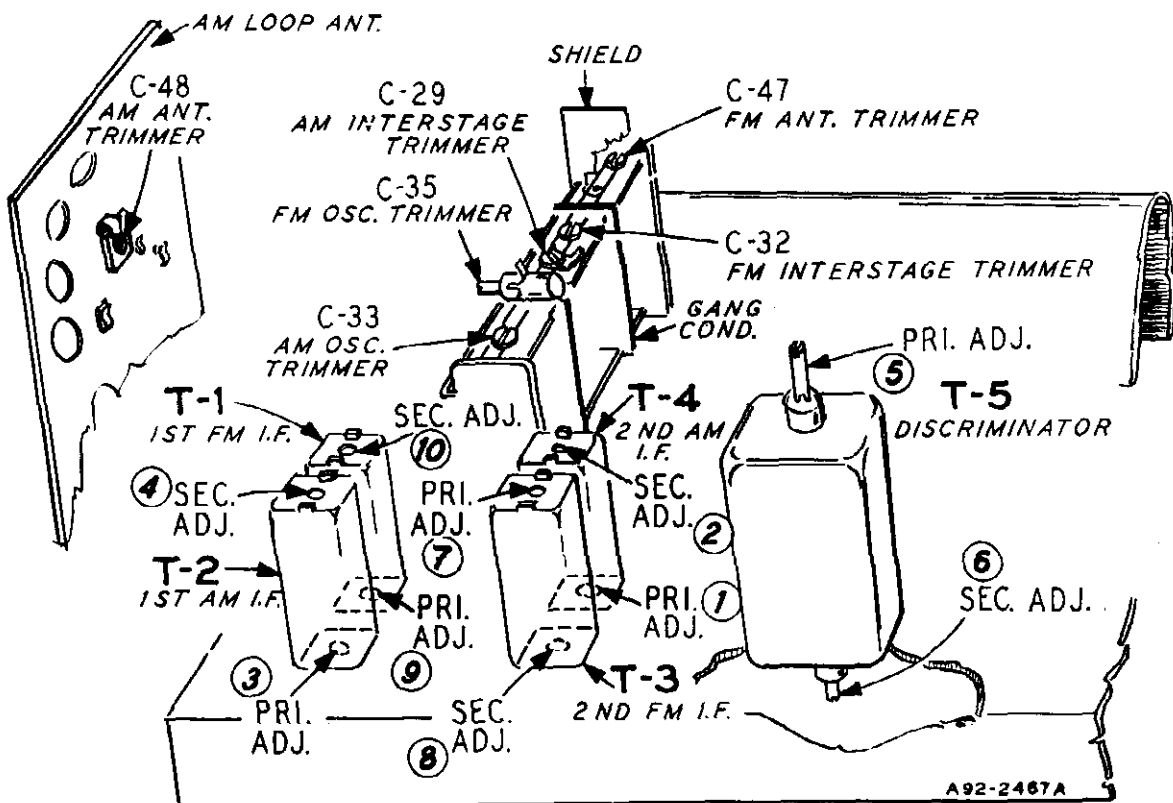 AM LOOP ANT.
C-48
AM ANT.
TRIMMER
SHIELD
C-29
AM INTERSTAGE
TRIMMER
C-47
FM ANT. TRIMMER
C-35
FM OSC. TRIMMER
C-32
FM INTERSTAGE TRIMMER
GANG
COND.
C-33
AM OSC.
TRIMMER
PRI. ADJ.
5
T-5
DISCRIMINATOR
T-1
1ST FM I.F.
SEC. ADJ.
10
T-4
2ND AM
I.F.
4
SEC.
ADJ.
PRI.
ADJ.
7
SEC.
ADJ.
2
T-2
1ST AM I.F.
6
SEC. ADJ.
PRI.
ADJ.
9
PRI.
ADJ.
1
3
PRI.
ADJ.
T-3
2ND FM I.F.
SEC.
ADJ.
8
A92-2467A